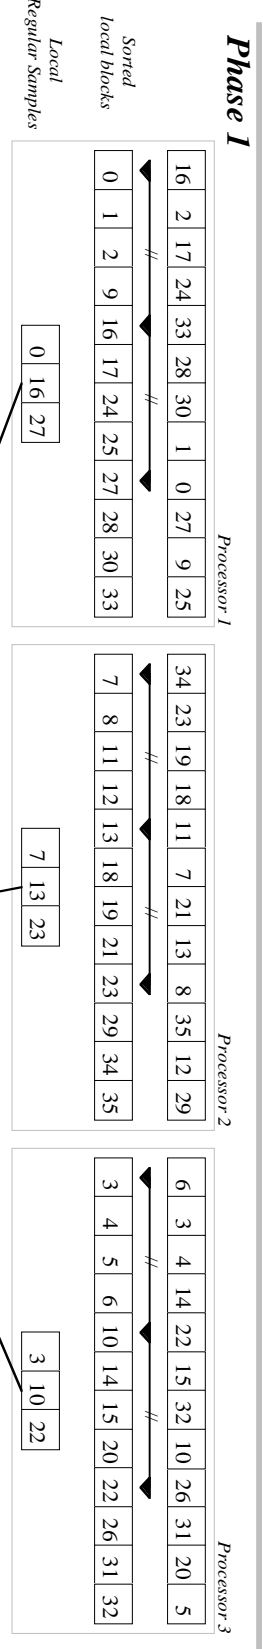 Phase 1
Processor 1
Processor 2
Processor 3
16 2 17 24 33 28 30 1 0 27 9 25
34 23 19 18 11 7 21 13 8 35 12 29
6 3 4 14 22 15 32 10 26 31 20 5
Sorted
local blocks
0 1 2 9 16 17 24 25 27 28 30 33
7 8 11 12 13 18 19 21 23 29 34 35
3 4 5 6 10 14 15 20 22 26 31 32
Local
Regular Samples
0 16 27
7 13 23
3 10 22